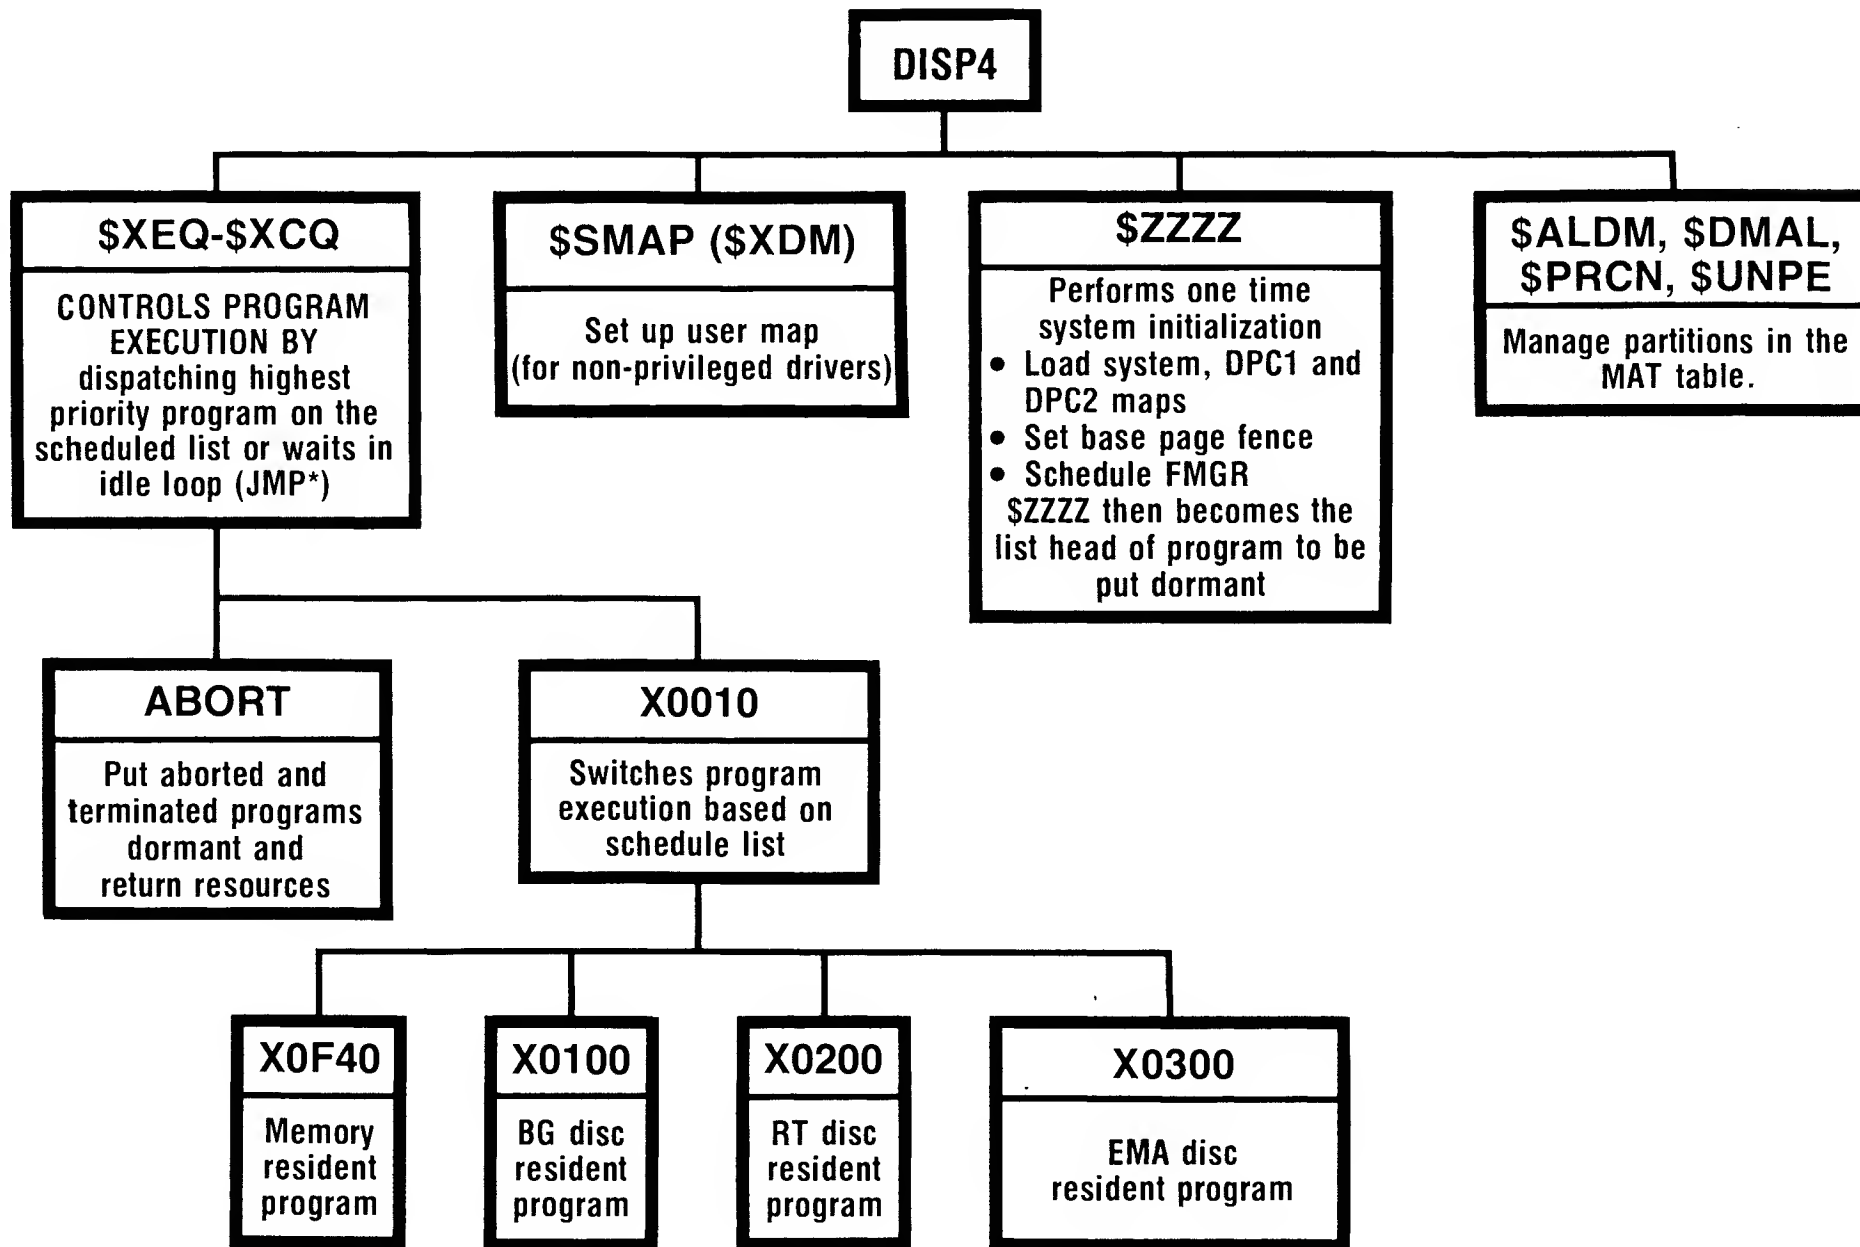 DISP4
$XEQ-$XCQ
CONTROLS PROGRAM
EXECUTION BY
dispatching highest
priority program on the
scheduled list or waits in
idle loop (JMP*)
$SMAP ($XDM)
Set up user map
(for non-privileged drivers)
$ZZZZ
Performs one time
system initialization
• Load system, DPC1 and
DPC2 maps
• Set base page fence
• Schedule FMGR
$ZZZZ then becomes the
list head of program to be
put dormant
$ALDM, $DMAL,
$PRCN, $UNPE
Manage partitions in the
MAT table.
ABORT
Put aborted and
terminated programs
dormant and
return resources
X0010
Switches program
execution based on
schedule list
X0F40
Memory
resident
program
X0100
BG disc
resident
program
X0200
RT disc
resident
program
X0300
EMA disc
resident program